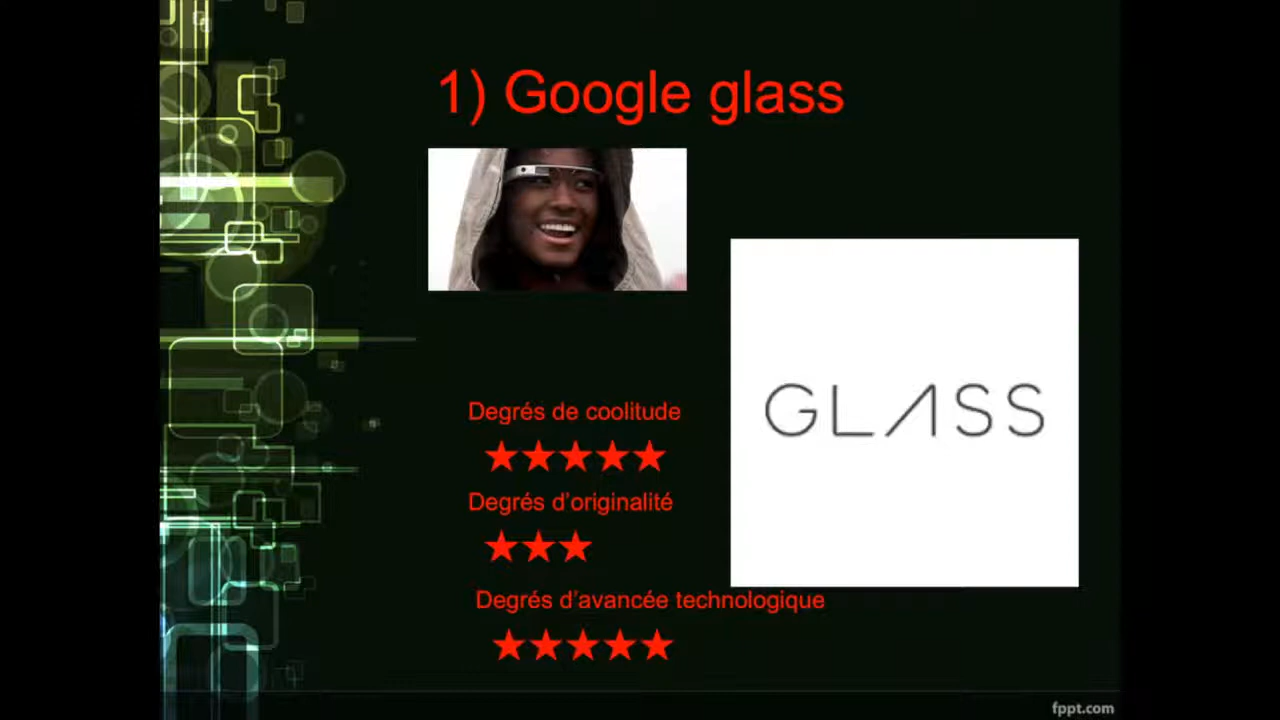 1) Google glass
GLASS
Degrés de coolitude
★★★★★
Degrés d’originalité
★★★
Degrés d’avancée technologique
★★★★★
fppt.com